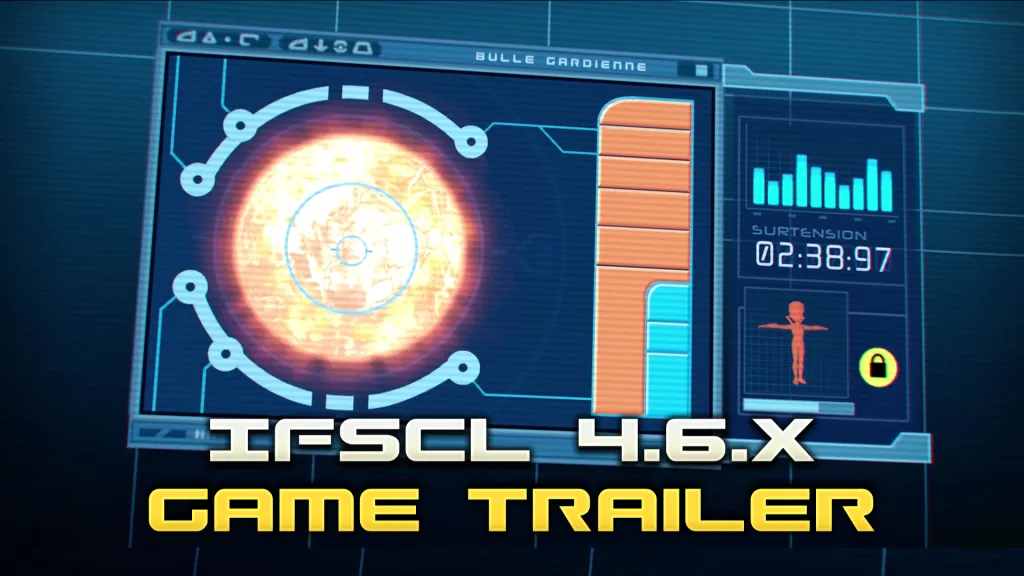 BULLE GARDIENNE
SURTENSION
02:38:97
IFSCL 4.6.X
GAME TRAILER